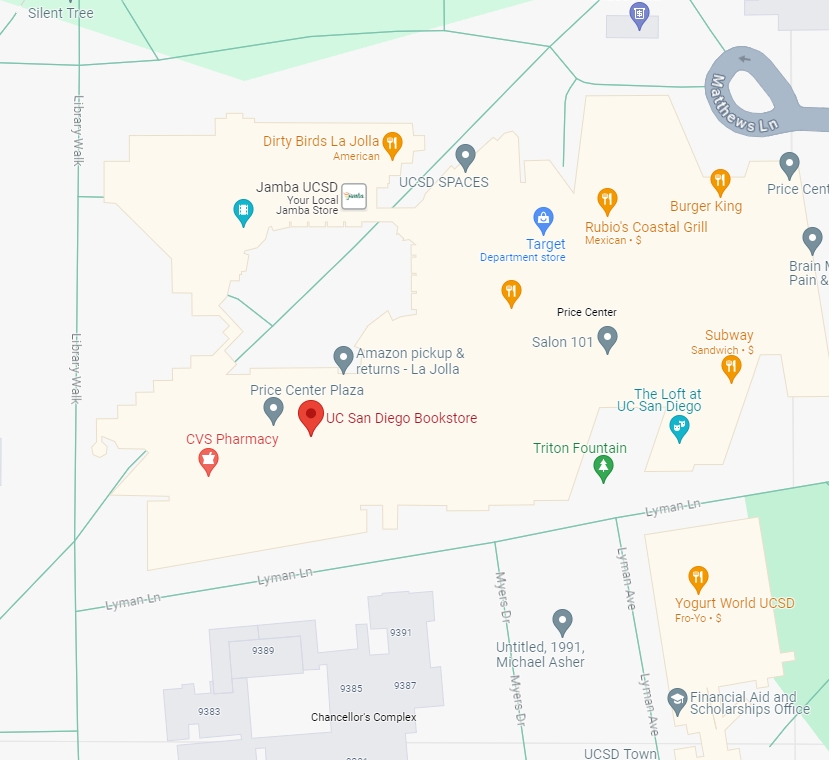 Silent Tree
Library Walk
Matthews Ln
Dirty Birds La Jolla
American
UCSD SPACES
Price Cent
Jamba UCSD
Your Local
Jamba Store
Jamba
Burger King
Rubio's Coastal Grill
Mexican • $
Target
Department store
Brain M
Pain &
Price Center
Salon 101
Subway
Sandwich • $
Library Walk
Amazon pickup &
returns - La Jolla
Price Center Plaza
UC San Diego Bookstore
The Loft at
UC San Diego
CVS Pharmacy
Triton Fountain
Lyman Ln
Lyman Ln
Lyman Ln
Myers Dr
Lyman Ave
Yogurt World UCSD
Fro-Yo • $
9391
9389
Untitled, 1991,
Michael Asher
9385
9387
9383
Myers Dr
Lyman Ave
Financial Aid and
Scholarships Office
Chancellor's Complex
UCSD Town